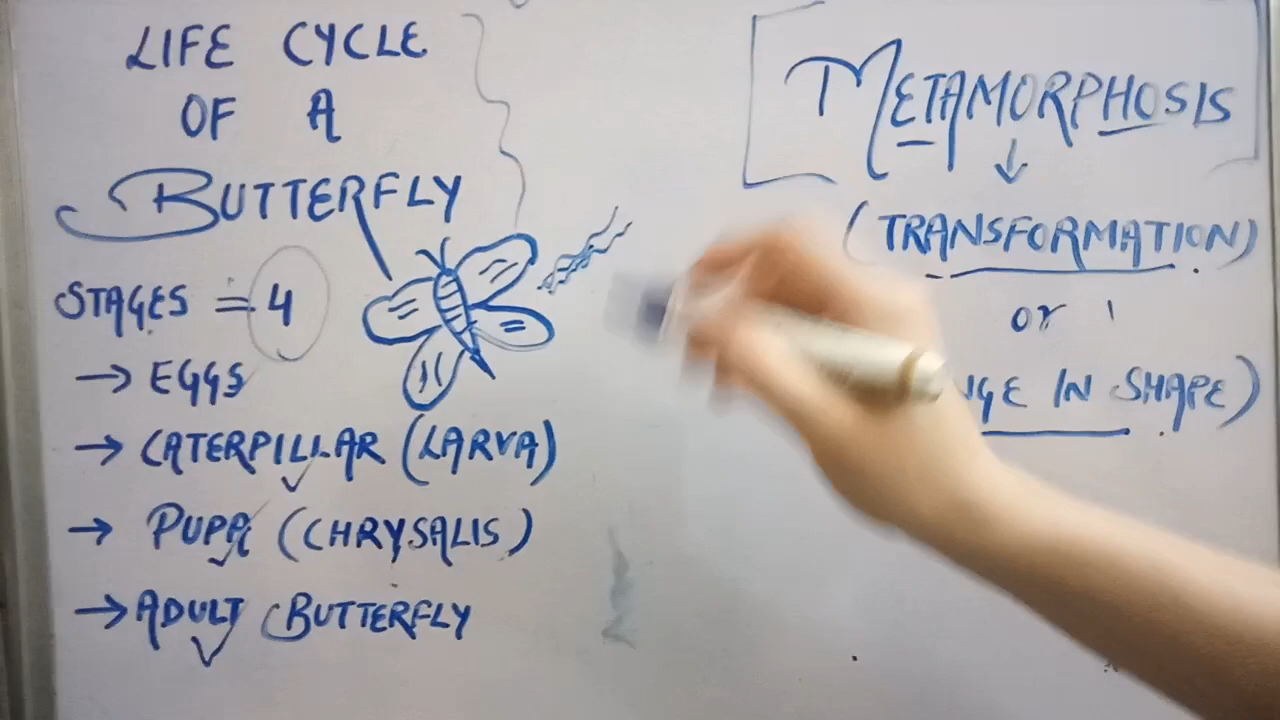 LIFE CYCLE
OF A
BUTTERFLY
STAGES = 4
→ EGGS
→ CATERPILLAR (LARVA)
→ PUPA (CHRYSALIS)
→ ADULT BUTTERFLY
METAMORPHOSIS
↓
(TRANSFORMATION)
or
IN SHAPE)